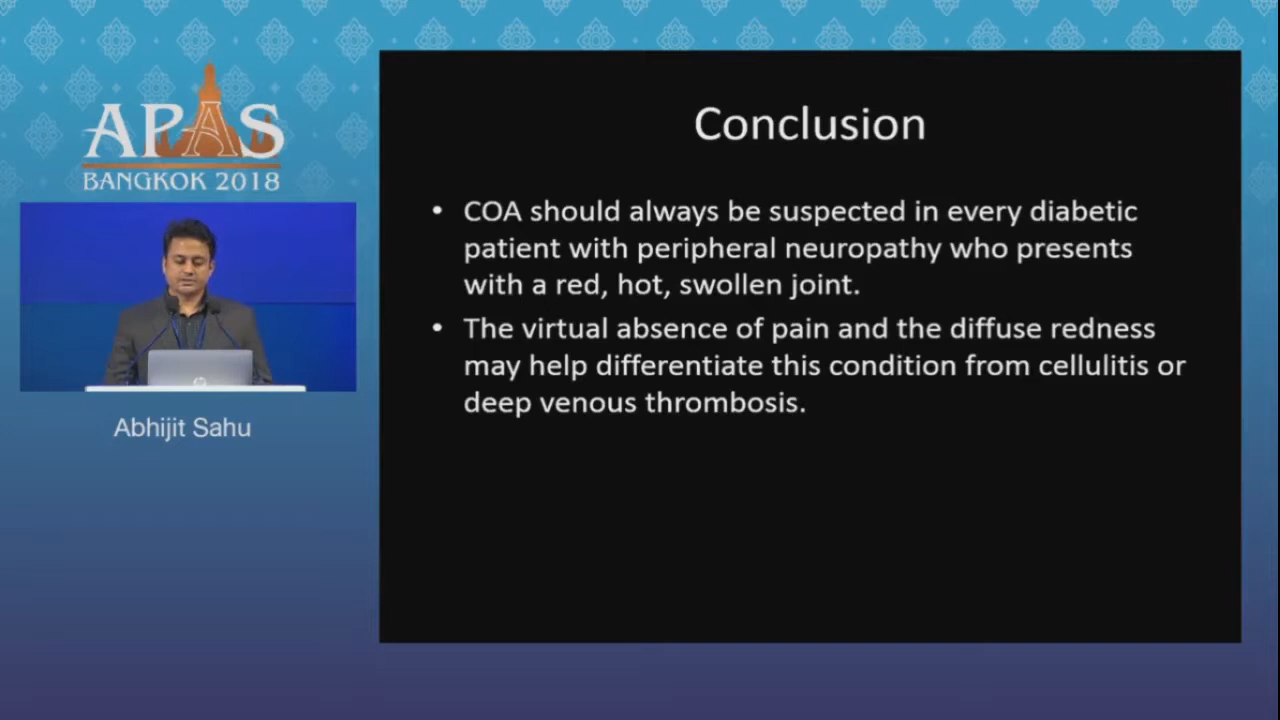 APAS
BANGKOK 2018
Abhijit Sahu
Conclusion
• COA should always be suspected in every diabetic
patient with peripheral neuropathy who presents
with a red, hot, swollen joint.
• The virtual absence of pain and the diffuse redness
may help differentiate this condition from cellulitis or
deep venous thrombosis.